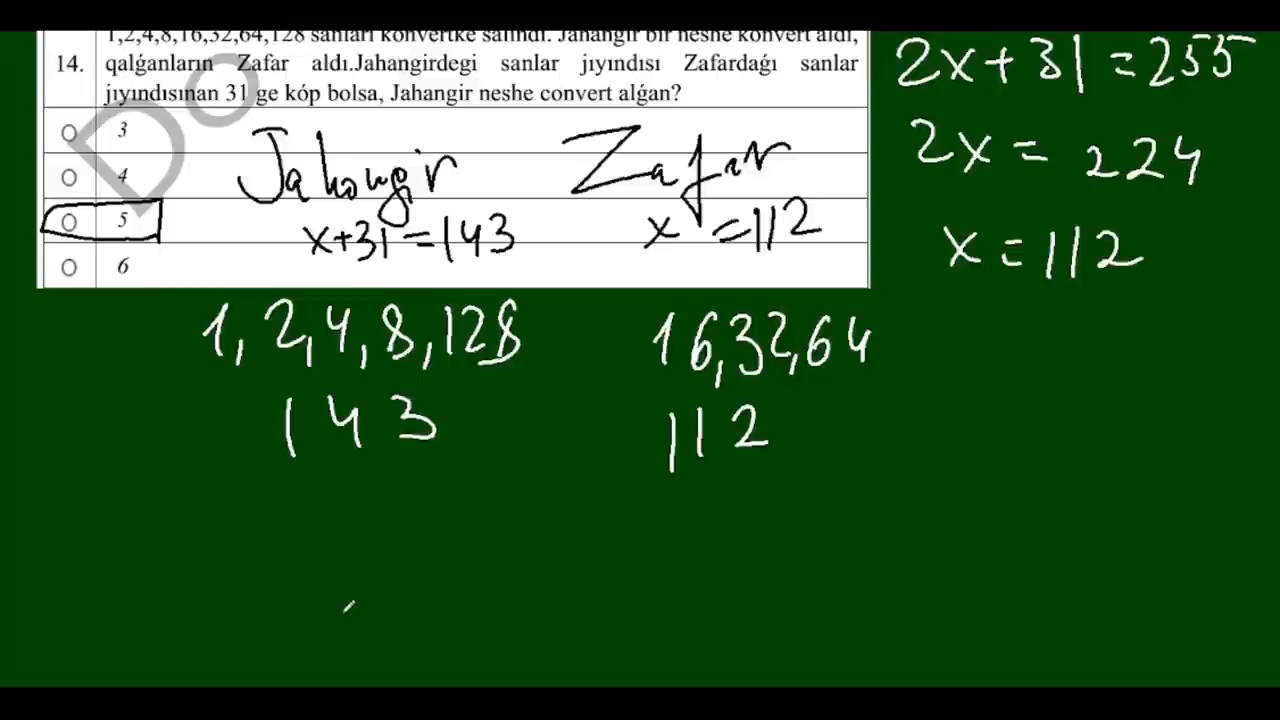 1,2,4,8,16,32,64,128 sanları konvertke salındı. Jahangir bir neshe konvert aldı,
14. qalǵanların Zafar aldı.Jahangirdegi sanlar jıyındısı Zafardaǵı sanlar
jıyındısınan 31 ge kóp bolsa, Jahangir neshe convert alǵan?
3
4
5
6
Do
Jahongir Zafar
x+31=143 x=112
1, 2, 4, 8, 128 16, 32, 64
143 112
2x+31=255
2x=224
x=112